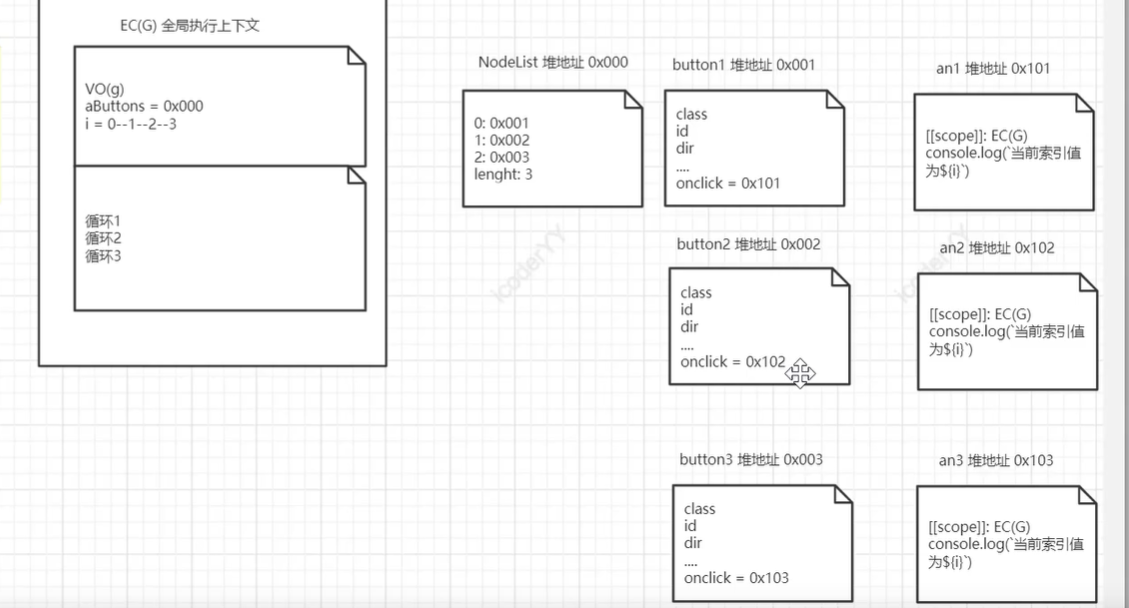 EC(G) 全局执行上下文
VO(g)
aButtons = 0x000
i = 0--1--2--3
循环1
循环2
循环3
NodeList 堆地址 0x000
0: 0x001
1: 0x002
2: 0x003
lenght: 3
button1 堆地址 0x001
class
id
dir
....
onclick = 0x101
an1 堆地址 0x101
[[scope]]: EC(G)
console.log(`当前索引值
为${i}`)
button2 堆地址 0x002
class
id
dir
....
onclick = 0x102
an2 堆地址 0x102
[[scope]]: EC(G)
console.log(`当前索引值
为${i}`)
button3 堆地址 0x003
class
id
dir
....
onclick = 0x103
an3 堆地址 0x103
[[scope]]: EC(G)
console.log(`当前索引值
为${i}`)
icoderYY
icoderYY